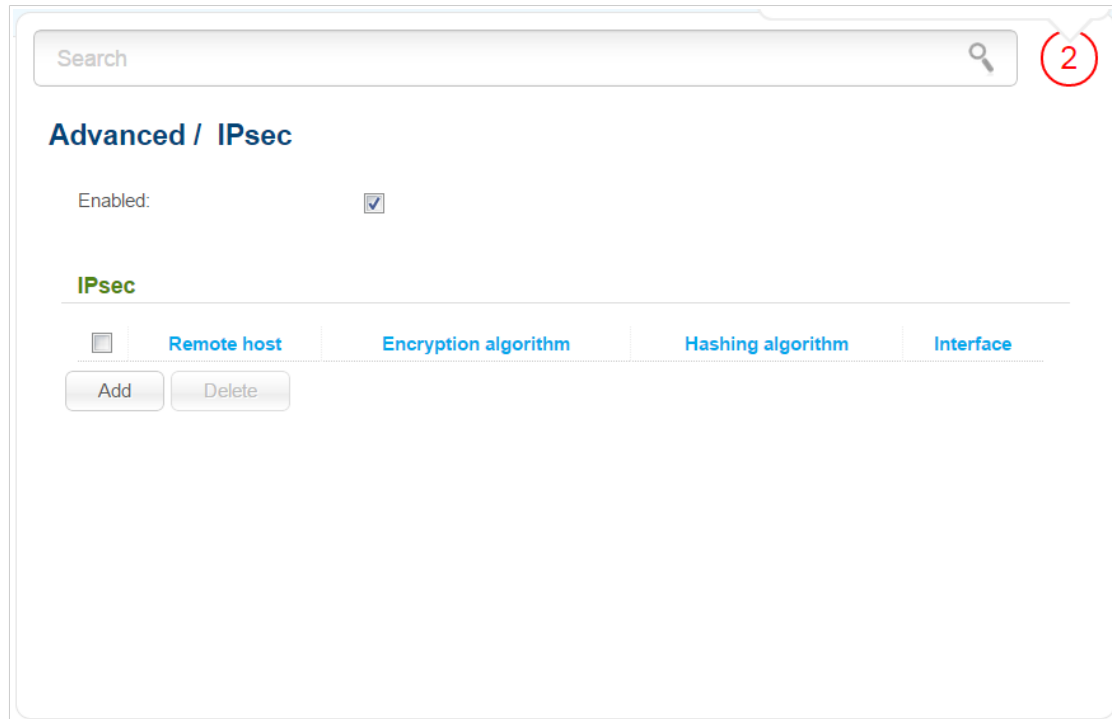 Search
2
Advanced / IPsec
Enabled:
IPsec
Remote host Encryption algorithm Hashing algorithm Interface
Add Delete